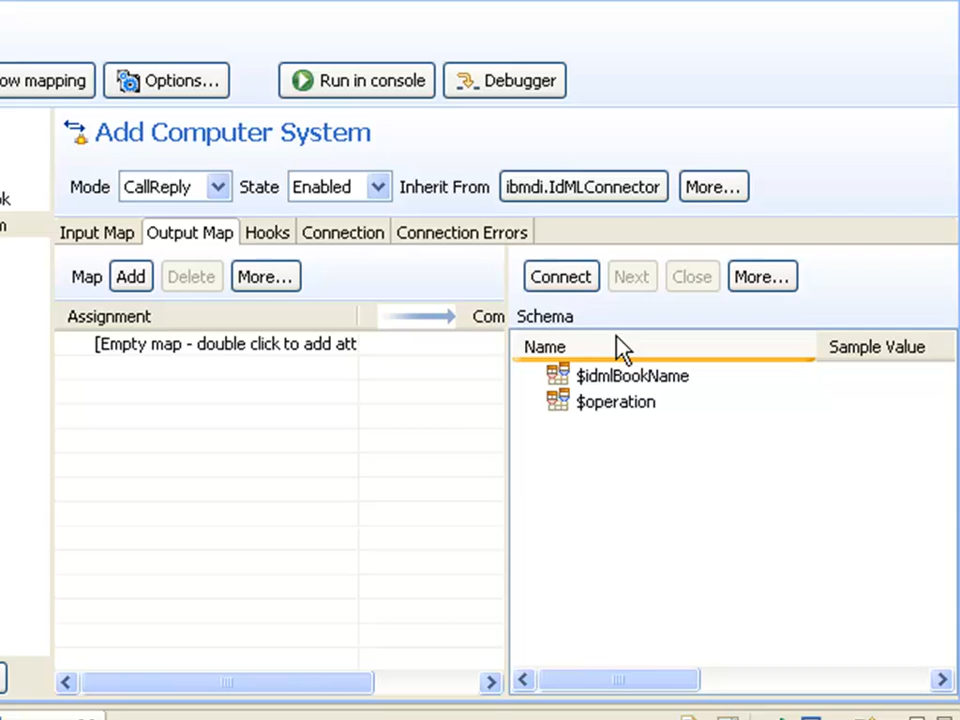 ow mapping Options... Run in console Debugger
Add Computer System
Mode CallReply State Enabled Inherit From ibmdi.IdMLConnector More...
ok
m
Input Map Output Map Hooks Connection Connection Errors
Map Add Delete More... Connect Next Close More...
Assignment Com Schema
[Empty map - double click to add att
Name Sample Value
$idmlBookName
$operation